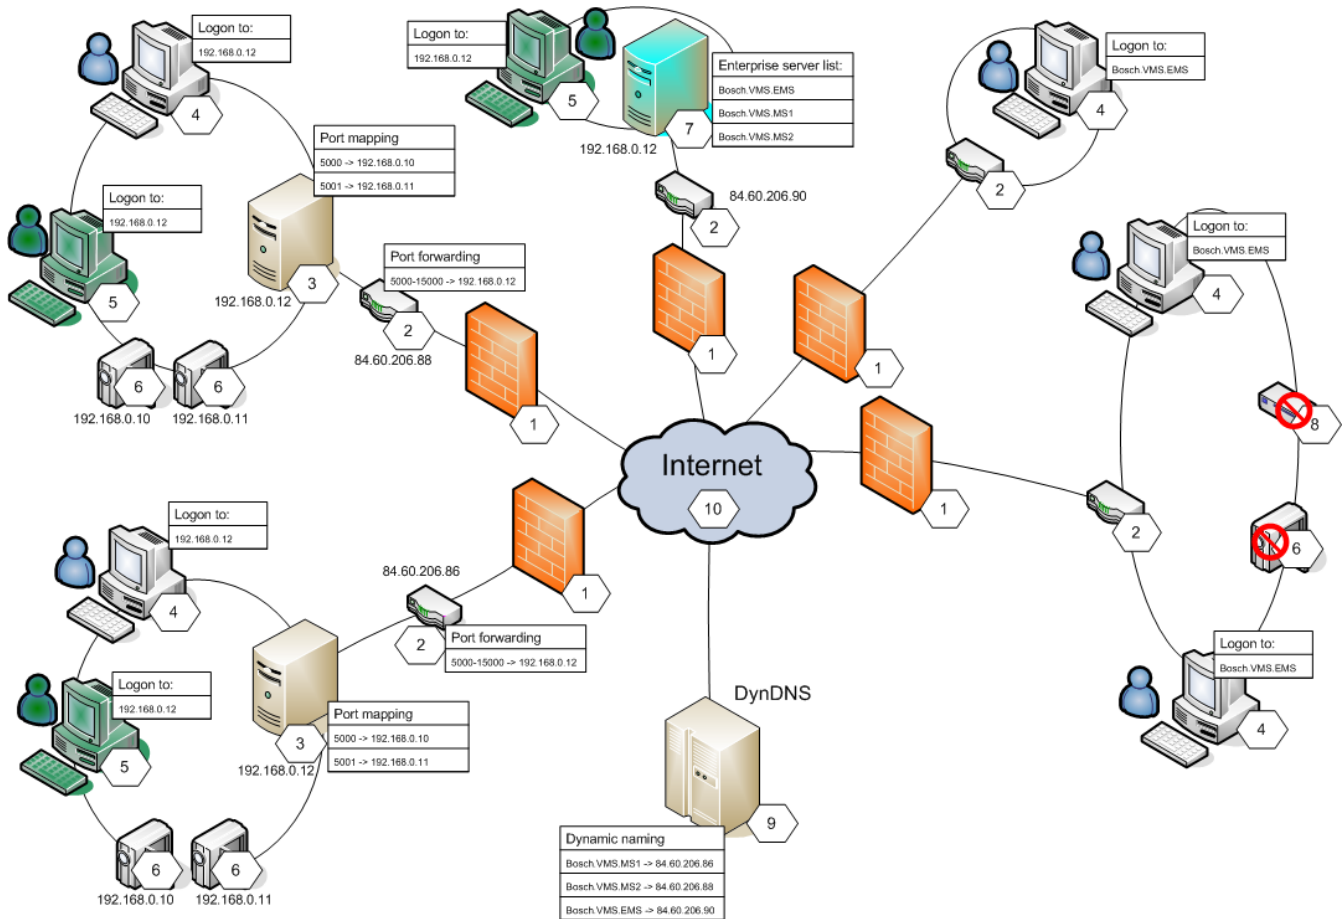 Logon to:
192.168.0.12
4
Logon to:
192.168.0.12
5
Port mapping
5000 -> 192.168.0.10
5001 -> 192.168.0.11
3
192.168.0.12
6
192.168.0.10
6
192.168.0.11
Port forwarding
5000-15000 -> 192.168.0.12
2
84.60.206.88
1
Logon to:
192.168.0.12
5
7
192.168.0.12
Enterprise server list:
Bosch.VMS.EMS
Bosch.VMS.MS1
Bosch.VMS.MS2
84.60.206.90
2
1
Logon to:
Bosch.VMS.EMS
4
2
1
Logon to:
Bosch.VMS.EMS
4
8
6
2
1
Logon to:
Bosch.VMS.EMS
4
Internet
10
Logon to:
192.168.0.12
4
Logon to:
192.168.0.12
5
3
192.168.0.12
Port mapping
5000 -> 192.168.0.10
5001 -> 192.168.0.11
6
192.168.0.10
6
192.168.0.11
84.60.206.86
2
Port forwarding
5000-15000 -> 192.168.0.12
1
DynDNS
9
Dynamic naming
Bosch.VMS.MS1 -> 84.60.206.86
Bosch.VMS.MS2 -> 84.60.206.88
Bosch.VMS.EMS -> 84.60.206.90